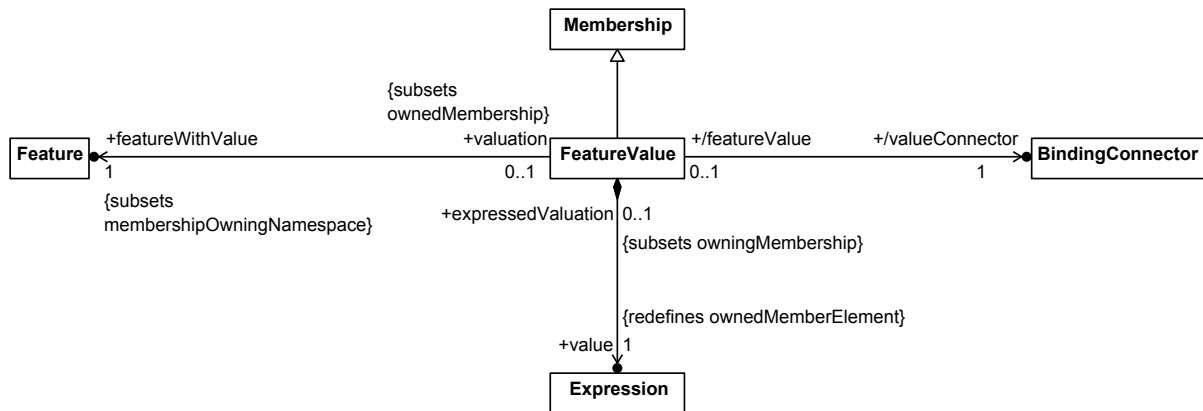 Membership
{subsets
ownedMembership}
+featureWithValue
+valuation
+/featureValue
+/valueConnector
Feature
FeatureValue
BindingConnector
1
0..1
0..1
1
{subsets
membershipOwningNamespace}
+expressedValuation
0..1
{subsets owningMembership}
{redefines ownedMemberElement}
+value
1
Expression